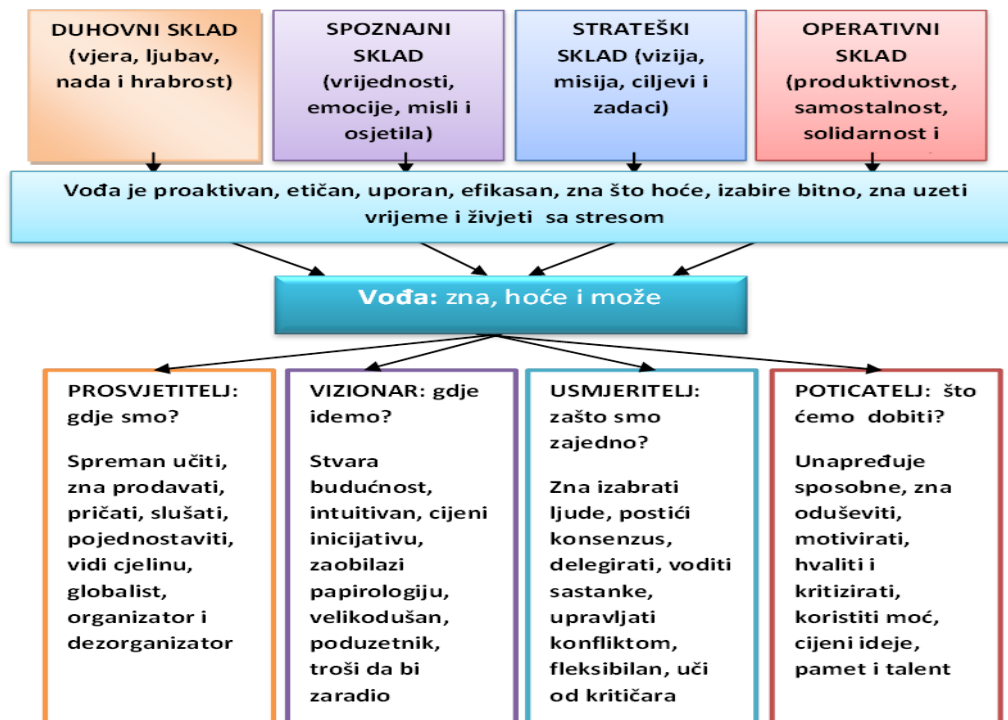 DUHOVNI SKLAD
(vjera, ljubav,
nada i hrabrost)
SPOZNAJNI
SKLAD
(vrijednosti,
emocije, misli i
osjetila)
STRATEŠKI
SKLAD (vizija,
misija, ciljevi i
zadaci)
OPERATIVNI
SKLAD
(produktivnost,
samostalnost,
solidarnost i
Vođa je proaktivan, etičan, uporan, efikasan, zna što hoće, izabire bitno, zna uzeti
vrijeme i živjeti sa stresom
Vođa: zna, hoće i može
PROSVJETITELJ:
gdje smo?
Spreman učiti,
zna prodavati,
pričati, slušati,
pojednostaviti,
vidi cjelinu,
globalist,
organizator i
dezorganizator
VIZIONAR: gdje
idemo?
Stvara
budućnost,
intuitivan, cijeni
inicijativu,
zaobilazi
papirologiju,
velikodušan,
poduzetnik,
troši da bi
zaradio
USMJERITELJ:
zašto smo
zajedno?
Zna izabrati
ljude, postići
konsenzus,
delegirati, voditi
sastanke,
upravljati
konfliktom,
fleksibilan, uči
od kritičara
POTICATELJ: što
ćemo dobiti?
Unapređuje
sposobne, zna
oduševiti,
motivirati,
hvaliti i
kritizirati,
koristiti moć,
cijeni ideje,
pamet i talent